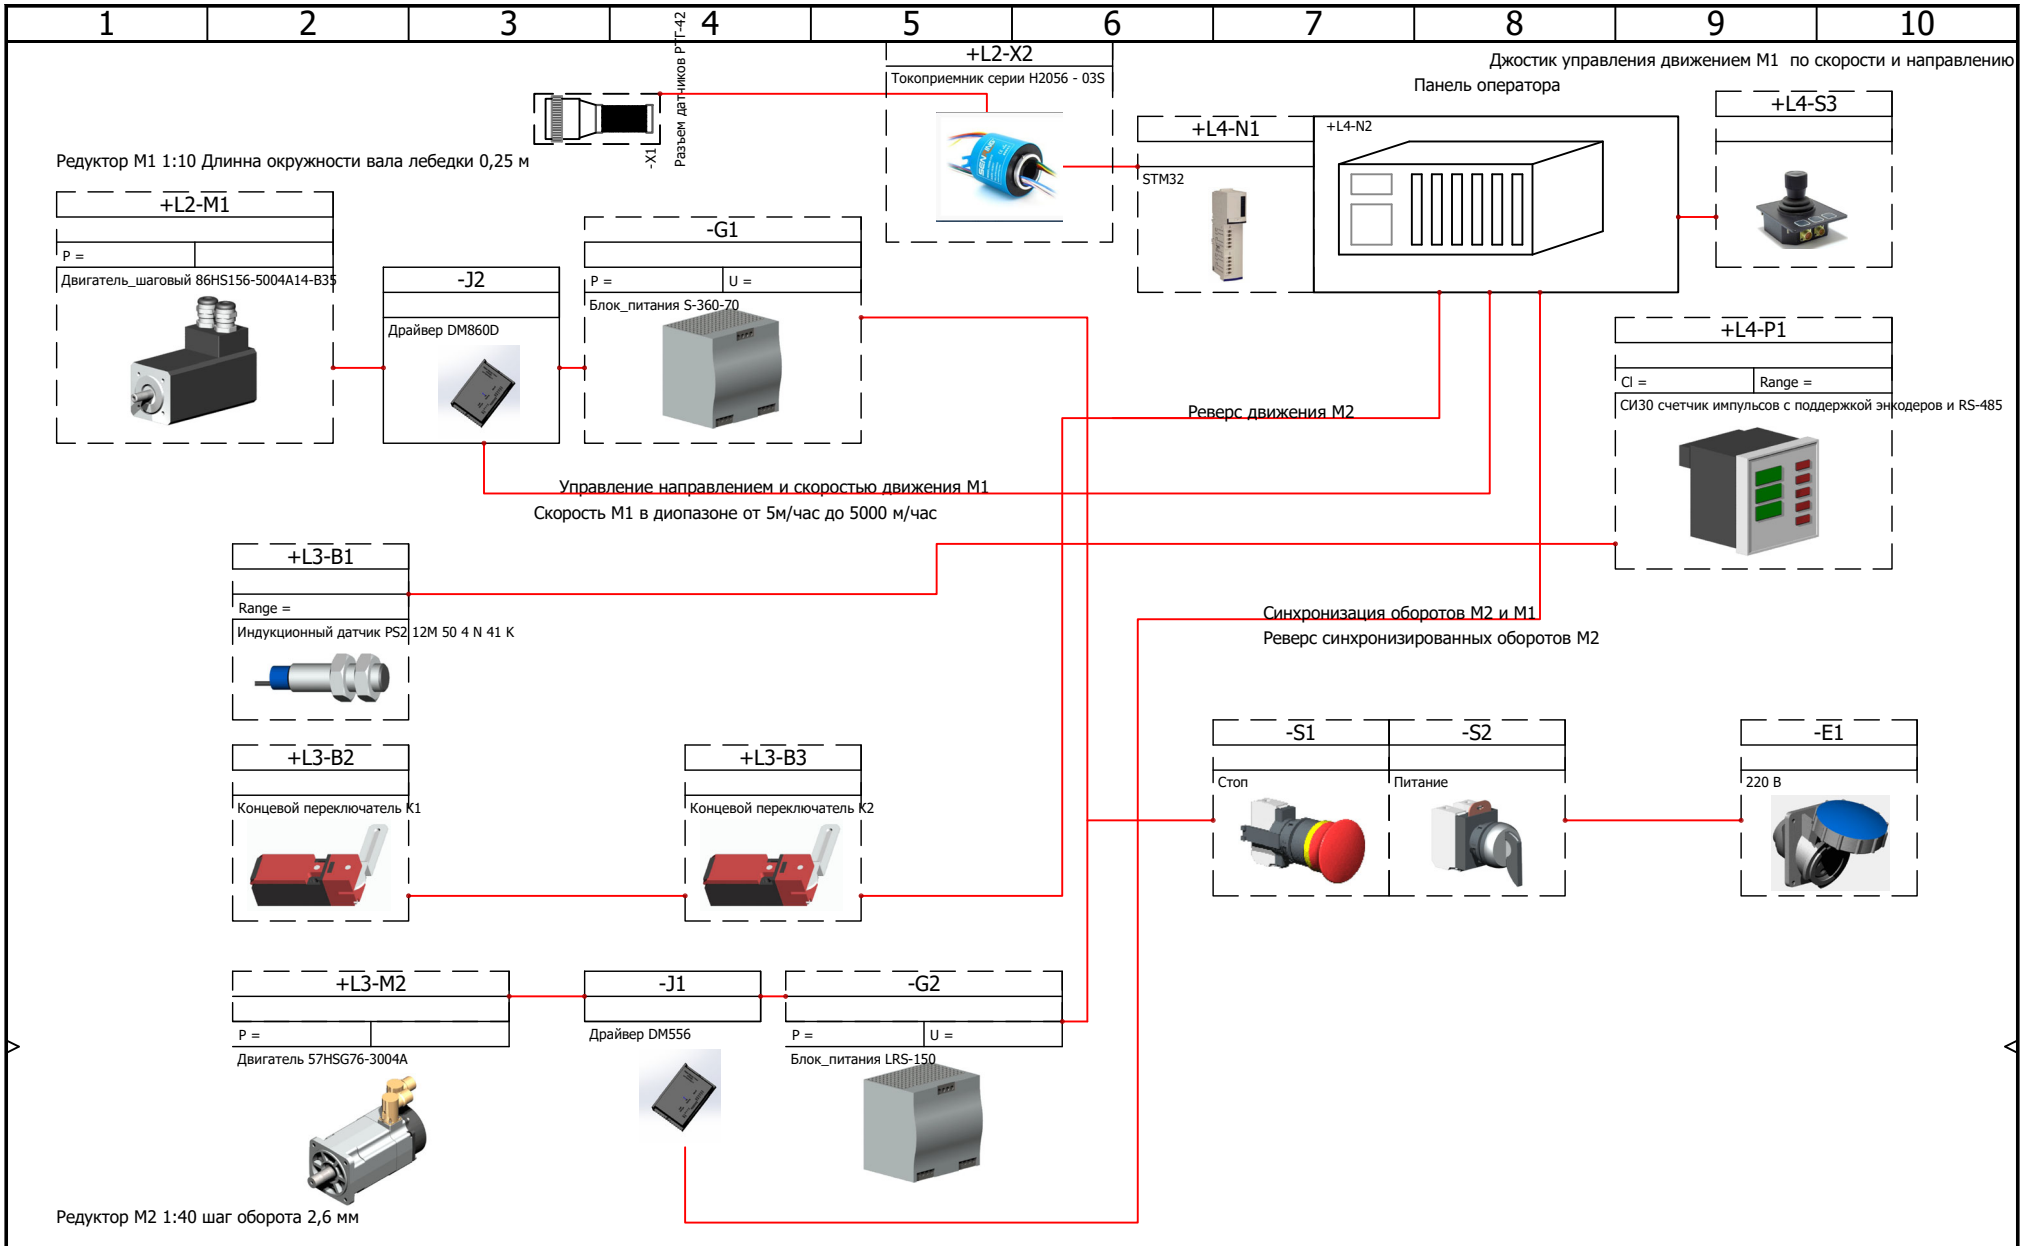 1 2 3 4 5 6 7 8 9 10
Джостик управления движением М1 по скорости и направлению
Панель оператора
+L2-X2
Токоприемник серии H2056 - 03S
SENRING
-X1
Разъем датчиков РТГ-42
+L4-N1
STM32
+L4-N2
+L4-S3
Редуктор М1 1:10 Длинна окружности вала лебедки 0,25 м
+L2-M1
P =
Двигатель_шаговый 86HS156-5004A14-B35
-J2
Драйвер DM860D
-G1
P =
U =
Блок_питания S-360-70
+L4-P1
CI =
Range =
СИ30 счетчик импульсов с поддержкой энкодеров и RS-485
Реверс движения М2
Управление направлением и скоростью движения М1
Скорость М1 в диапазоне от 5м/час до 5000 м/час
+L3-B1
Range =
Индукционный датчик PS2 12M 50 4 N 41 K
Синхронизация оборотов М2 и М1
Реверс синхронизированных оборотов М2
+L3-B2
Концевой переключатель К1
+L3-B3
Концевой переключатель К2
-S1
Стоп
-S2
Питание
-E1
220 В
+L3-M2
P =
Двигатель 57HSG76-3004A
-J1
Драйвер DM556
-G2
P =
U =
Блок_питания LRS-150
Редуктор М2 1:40 шаг оборота 2,6 мм